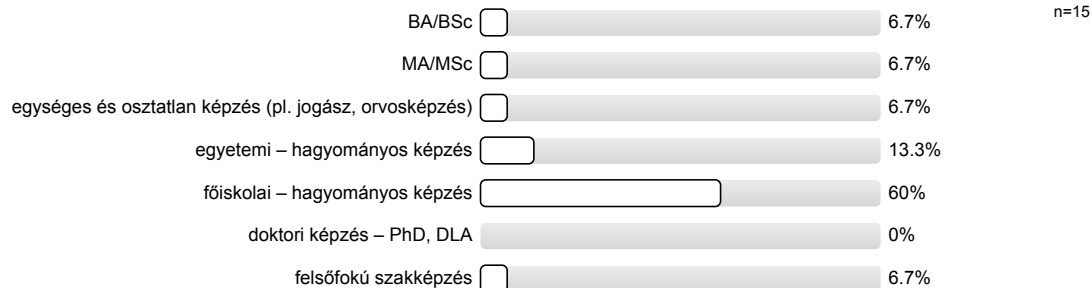 BA/BSc 6.7% n=15
MA/MSc 6.7%
egységes és osztatlan képzés (pl. jogász, orvosképzés) 6.7%
egyetemi – hagyományos képzés 13.3%
főiskolai – hagyományos képzés 60%
doktori képzés – PhD, DLA 0%
felsőfokú szakképzés 6.7%